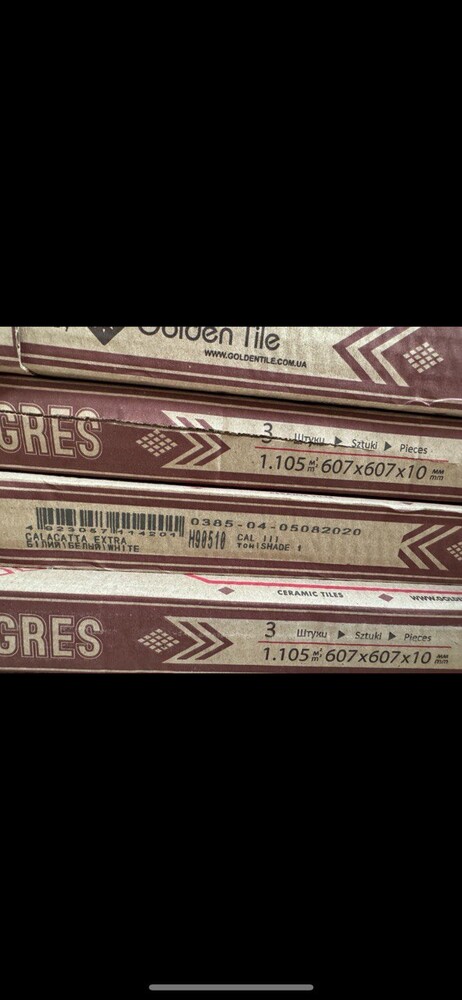 Golden Tile
WWW.GOLDENTILE.COM.UA
GRES
3 Штуки ▶ Sztuki ▶ Pieces
1.105 м² m² 607x607x10 мм mm
0385-04-05082020
CALACATTA EXTRA H90510 CAL III
БІЛИЙ\БЕЛЫЙ\WHITE ТОН\SHADE 1
CERAMIC TILES
GRES
3 Штуки ▶ Sztuki ▶ Pieces
1.105 м² m² 607x607x10 мм mm